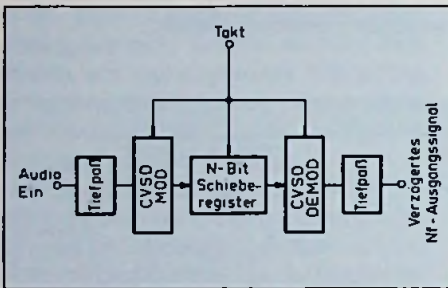 Takt
Audio
Ein
Tiefpaß
CVSD
MOD
N-Bit
Schiebe-
register
CVSD
DEMOD
Tiefpaß
Verzögertes
Nf-Ausgangssignal